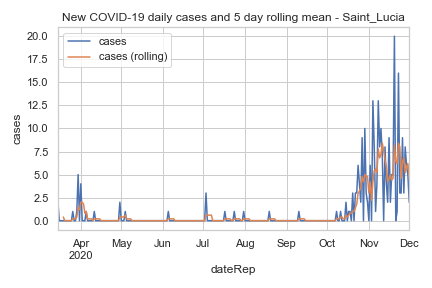 New COVID-19 daily cases and 5 day rolling mean - Saint_Lucia
20.0
17.5
15.0
12.5
10.0
7.5
5.0
2.5
0.0
cases
cases
cases (rolling)
Apr May Jun Jul Aug Sep Oct Nov Dec
2020
dateRep